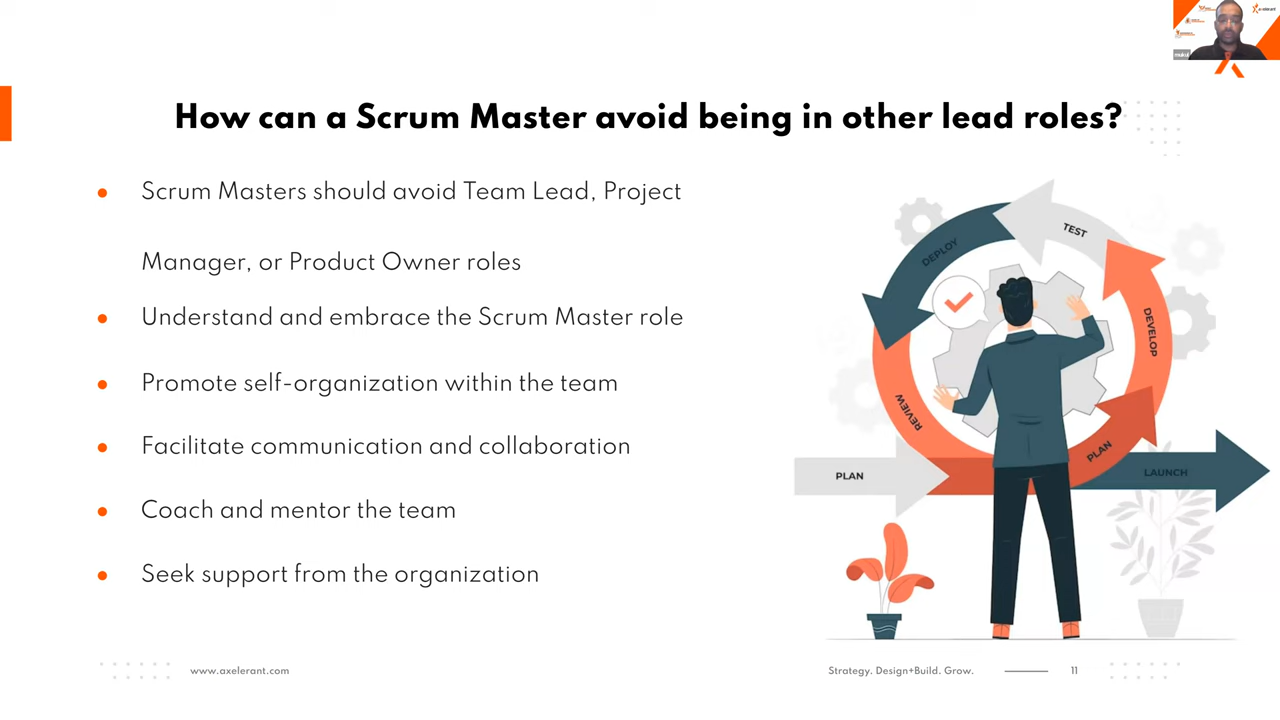 How can a Scrum Master avoid being in other lead roles?
Scrum Masters should avoid Team Lead, Project
Manager, or Product Owner roles
Understand and embrace the Scrum Master role
Promote self-organization within the team
Facilitate communication and collaboration
Coach and mentor the team
Seek support from the organization
TEST
DEPLOY
DEVELOP
REVIEW
PLAN
PLAN
LAUNCH
www.axelerant.com
Strategy. Design+Build. Grow.
11